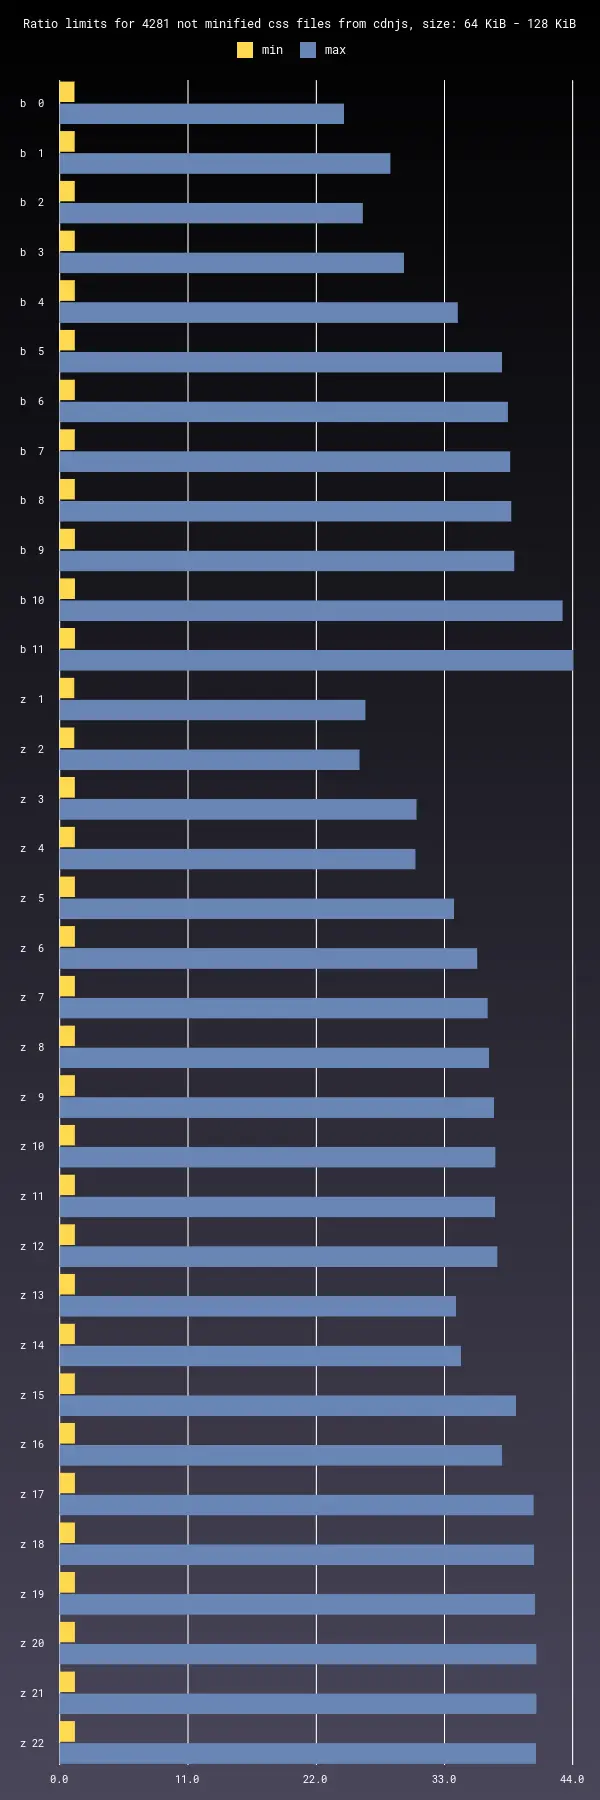 Ratio limits for 4281 not minified css files from cdnjs, size: 64 KiB - 128 KiB
min max
b 0
b 1
b 2
b 3
b 4
b 5
b 6
b 7
b 8
b 9
b 10
b 11
z 1
z 2
z 3
z 4
z 5
z 6
z 7
z 8
z 9
z 10
z 11
z 12
z 13
z 14
z 15
z 16
z 17
z 18
z 19
z 20
z 21
z 22
0.0 11.0 22.0 33.0 44.0